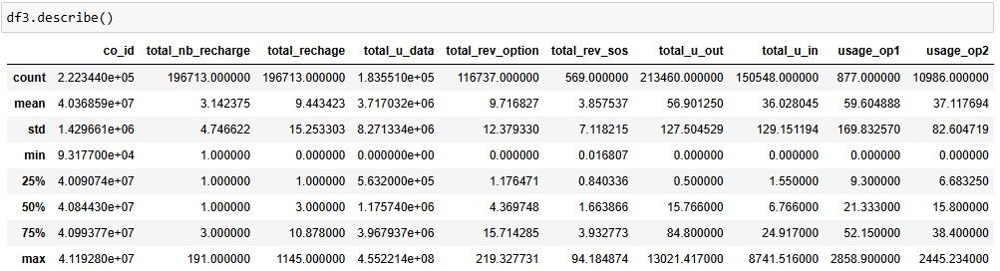 df3.describe()
co_id total_nb_recharge total_rechage total_u_data total_rev_option total_rev_sos total_u_out total_u_in usage_op1 usage_op2
count 2.223440e+05 196713.000000 196713.000000 1.835510e+05 116737.000000 569.000000 213460.000000 150548.000000 877.000000 10986.000000
mean 4.036859e+07 3.142375 9.443423 3.717032e+06 9.716827 3.857537 56.901250 36.028045 59.604888 37.117694
std 1.429661e+06 4.746622 15.253303 8.271334e+06 12.379330 7.118215 127.504529 129.151194 169.832570 82.604719
min 9.317700e+04 1.000000 0.000000 0.000000e+00 0.000000 0.016807 0.000000 0.000000 0.000000 0.000000
25% 4.009074e+07 1.000000 1.000000 5.632000e+05 1.176471 0.840336 0.500000 1.550000 9.300000 6.683250
50% 4.084430e+07 1.000000 3.000000 1.175740e+06 4.369748 1.663866 15.766000 6.766000 21.333000 15.800000
75% 4.099377e+07 3.000000 10.878000 3.967937e+06 15.714285 3.932773 84.800000 24.917000 52.150000 38.400000
max 4.119280e+07 191.000000 1145.000000 4.552214e+08 219.327731 94.184874 13021.417000 8741.516000 2858.900000 2445.234000